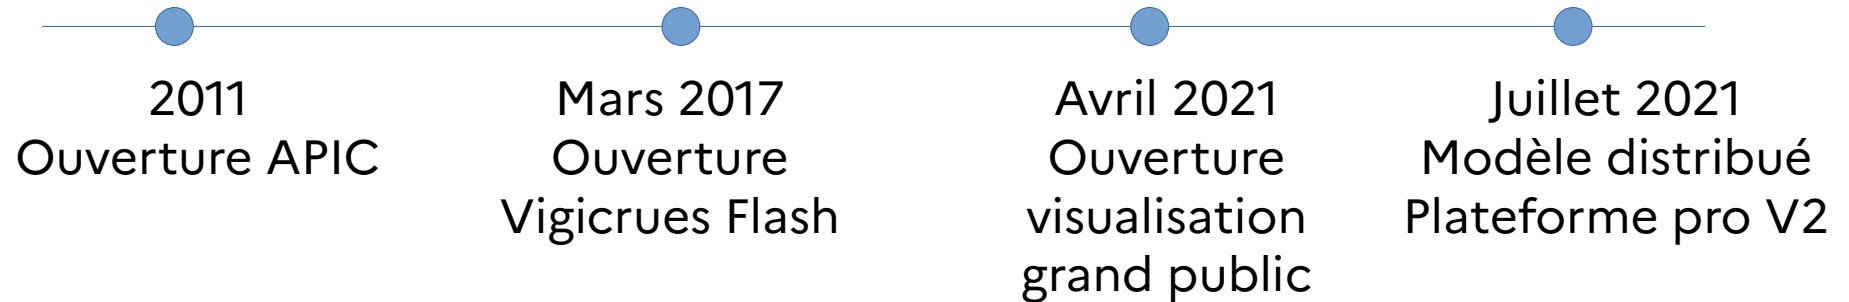 2011
Ouverture APIC
Mars 2017
Ouverture
Vigicrues Flash
Avril 2021
Ouverture
visualisation
grand public
Juillet 2021
Modèle distribué
Plateforme pro V2